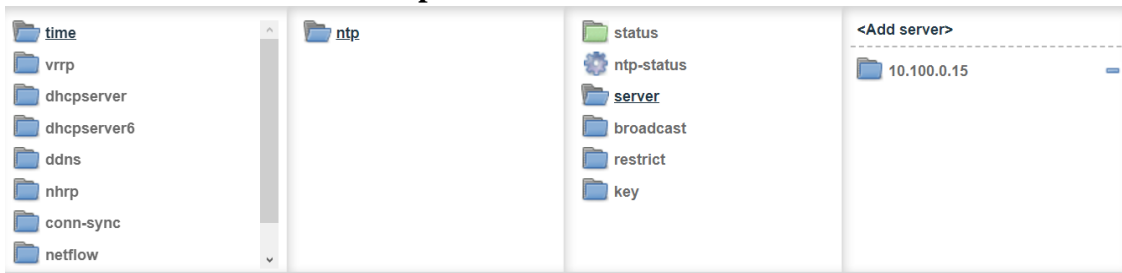 time
vrrp
dhcpserver
dhcpserver6
ddns
nhrp
conn-sync
netflow
ntp
status
ntp-status
server
broadcast
restrict
key
<Add server>
10.100.0.15